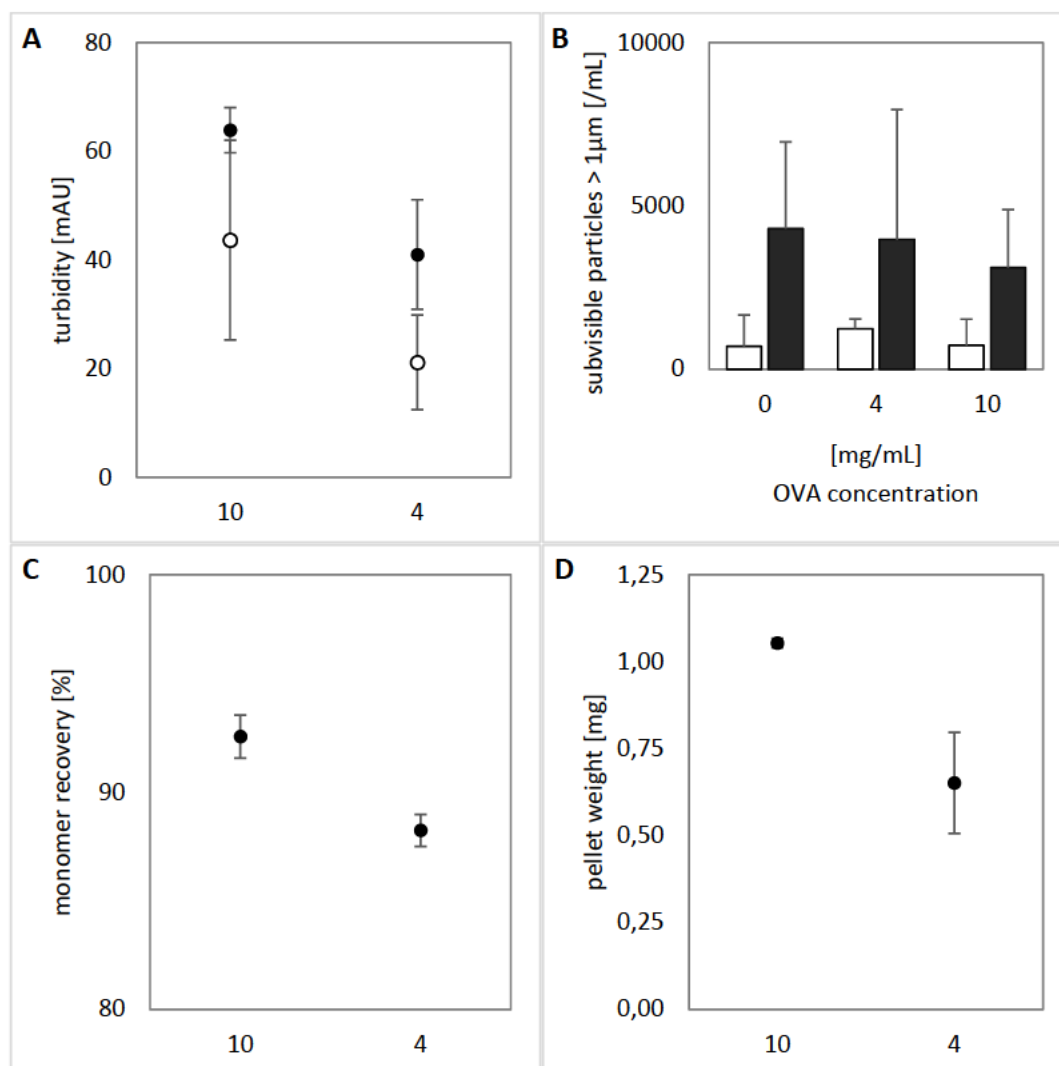 A
turbidity [mAU]
80
60
40
20
0
10 4
B
subvisible particles > 1µm [/mL]
10000
5000
0
0 4 10
[mg/mL]
OVA concentration
C
monomer recovery [%]
100
90
80
10 4
D
pellet weight [mg]
1,25
1,00
0,75
0,50
0,25
0,00
10 4